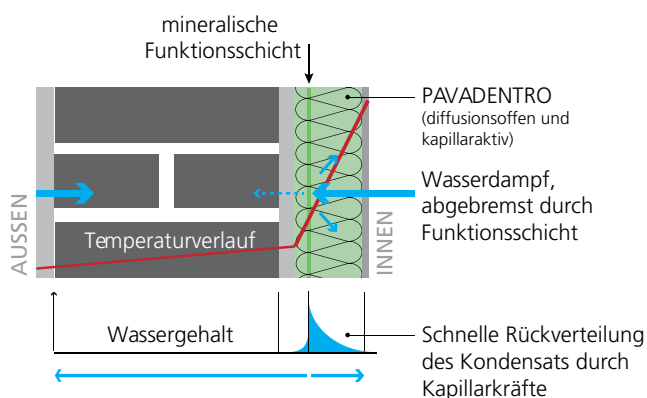 mineralische
Funktionsschicht
PAVADENTRO
(diffusionsoffen und
kapillaraktiv)
Wasserdampf,
abgebremst durch
Funktionsschicht
AUSSEN
Temperaturverlauf
INNEN
Wassergehalt
Schnelle Rückverteilung
des Kondensats durch
Kapillarkräfte